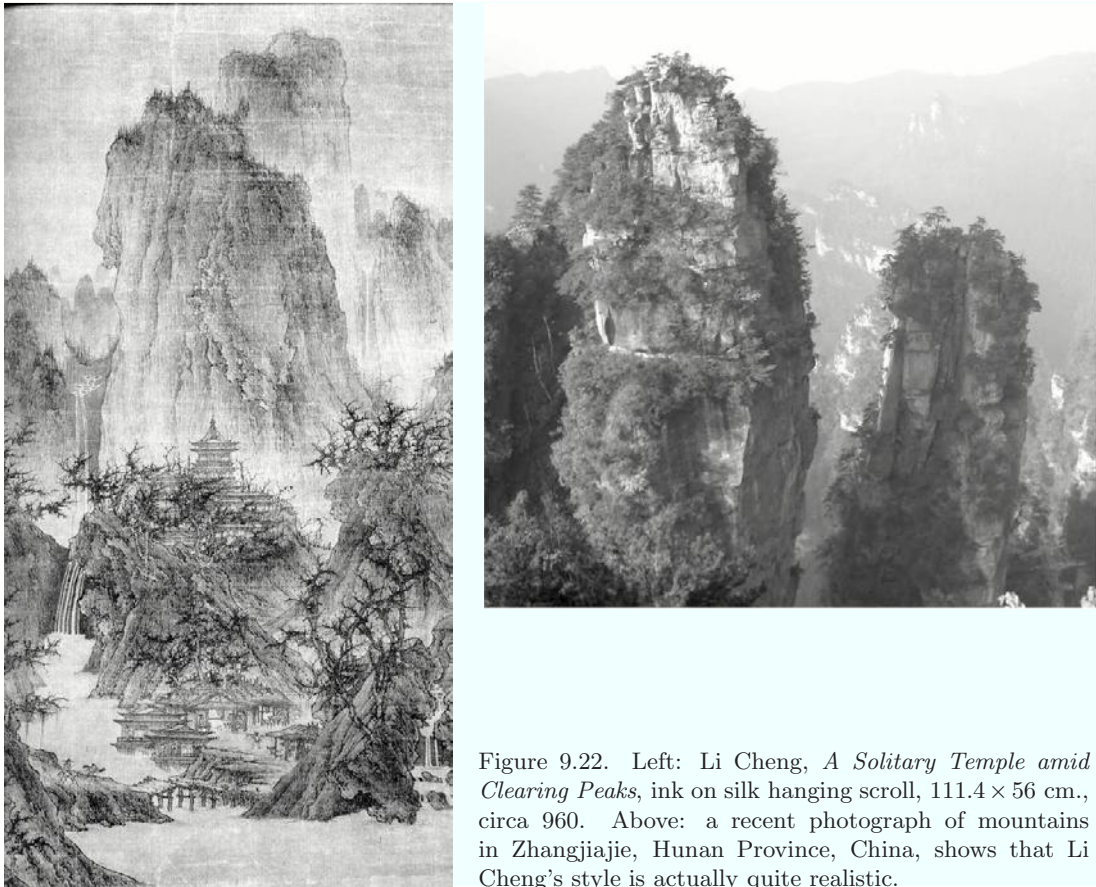 Figure 9.22. Left: Li Cheng, A Solitary Temple amid
Clearing Peaks, ink on silk hanging scroll, 111.4 × 56 cm.,
circa 960. Above: a recent photograph of mountains
in Zhangjiajie, Hunan Province, China, shows that Li
Cheng's style is actually quite realistic.